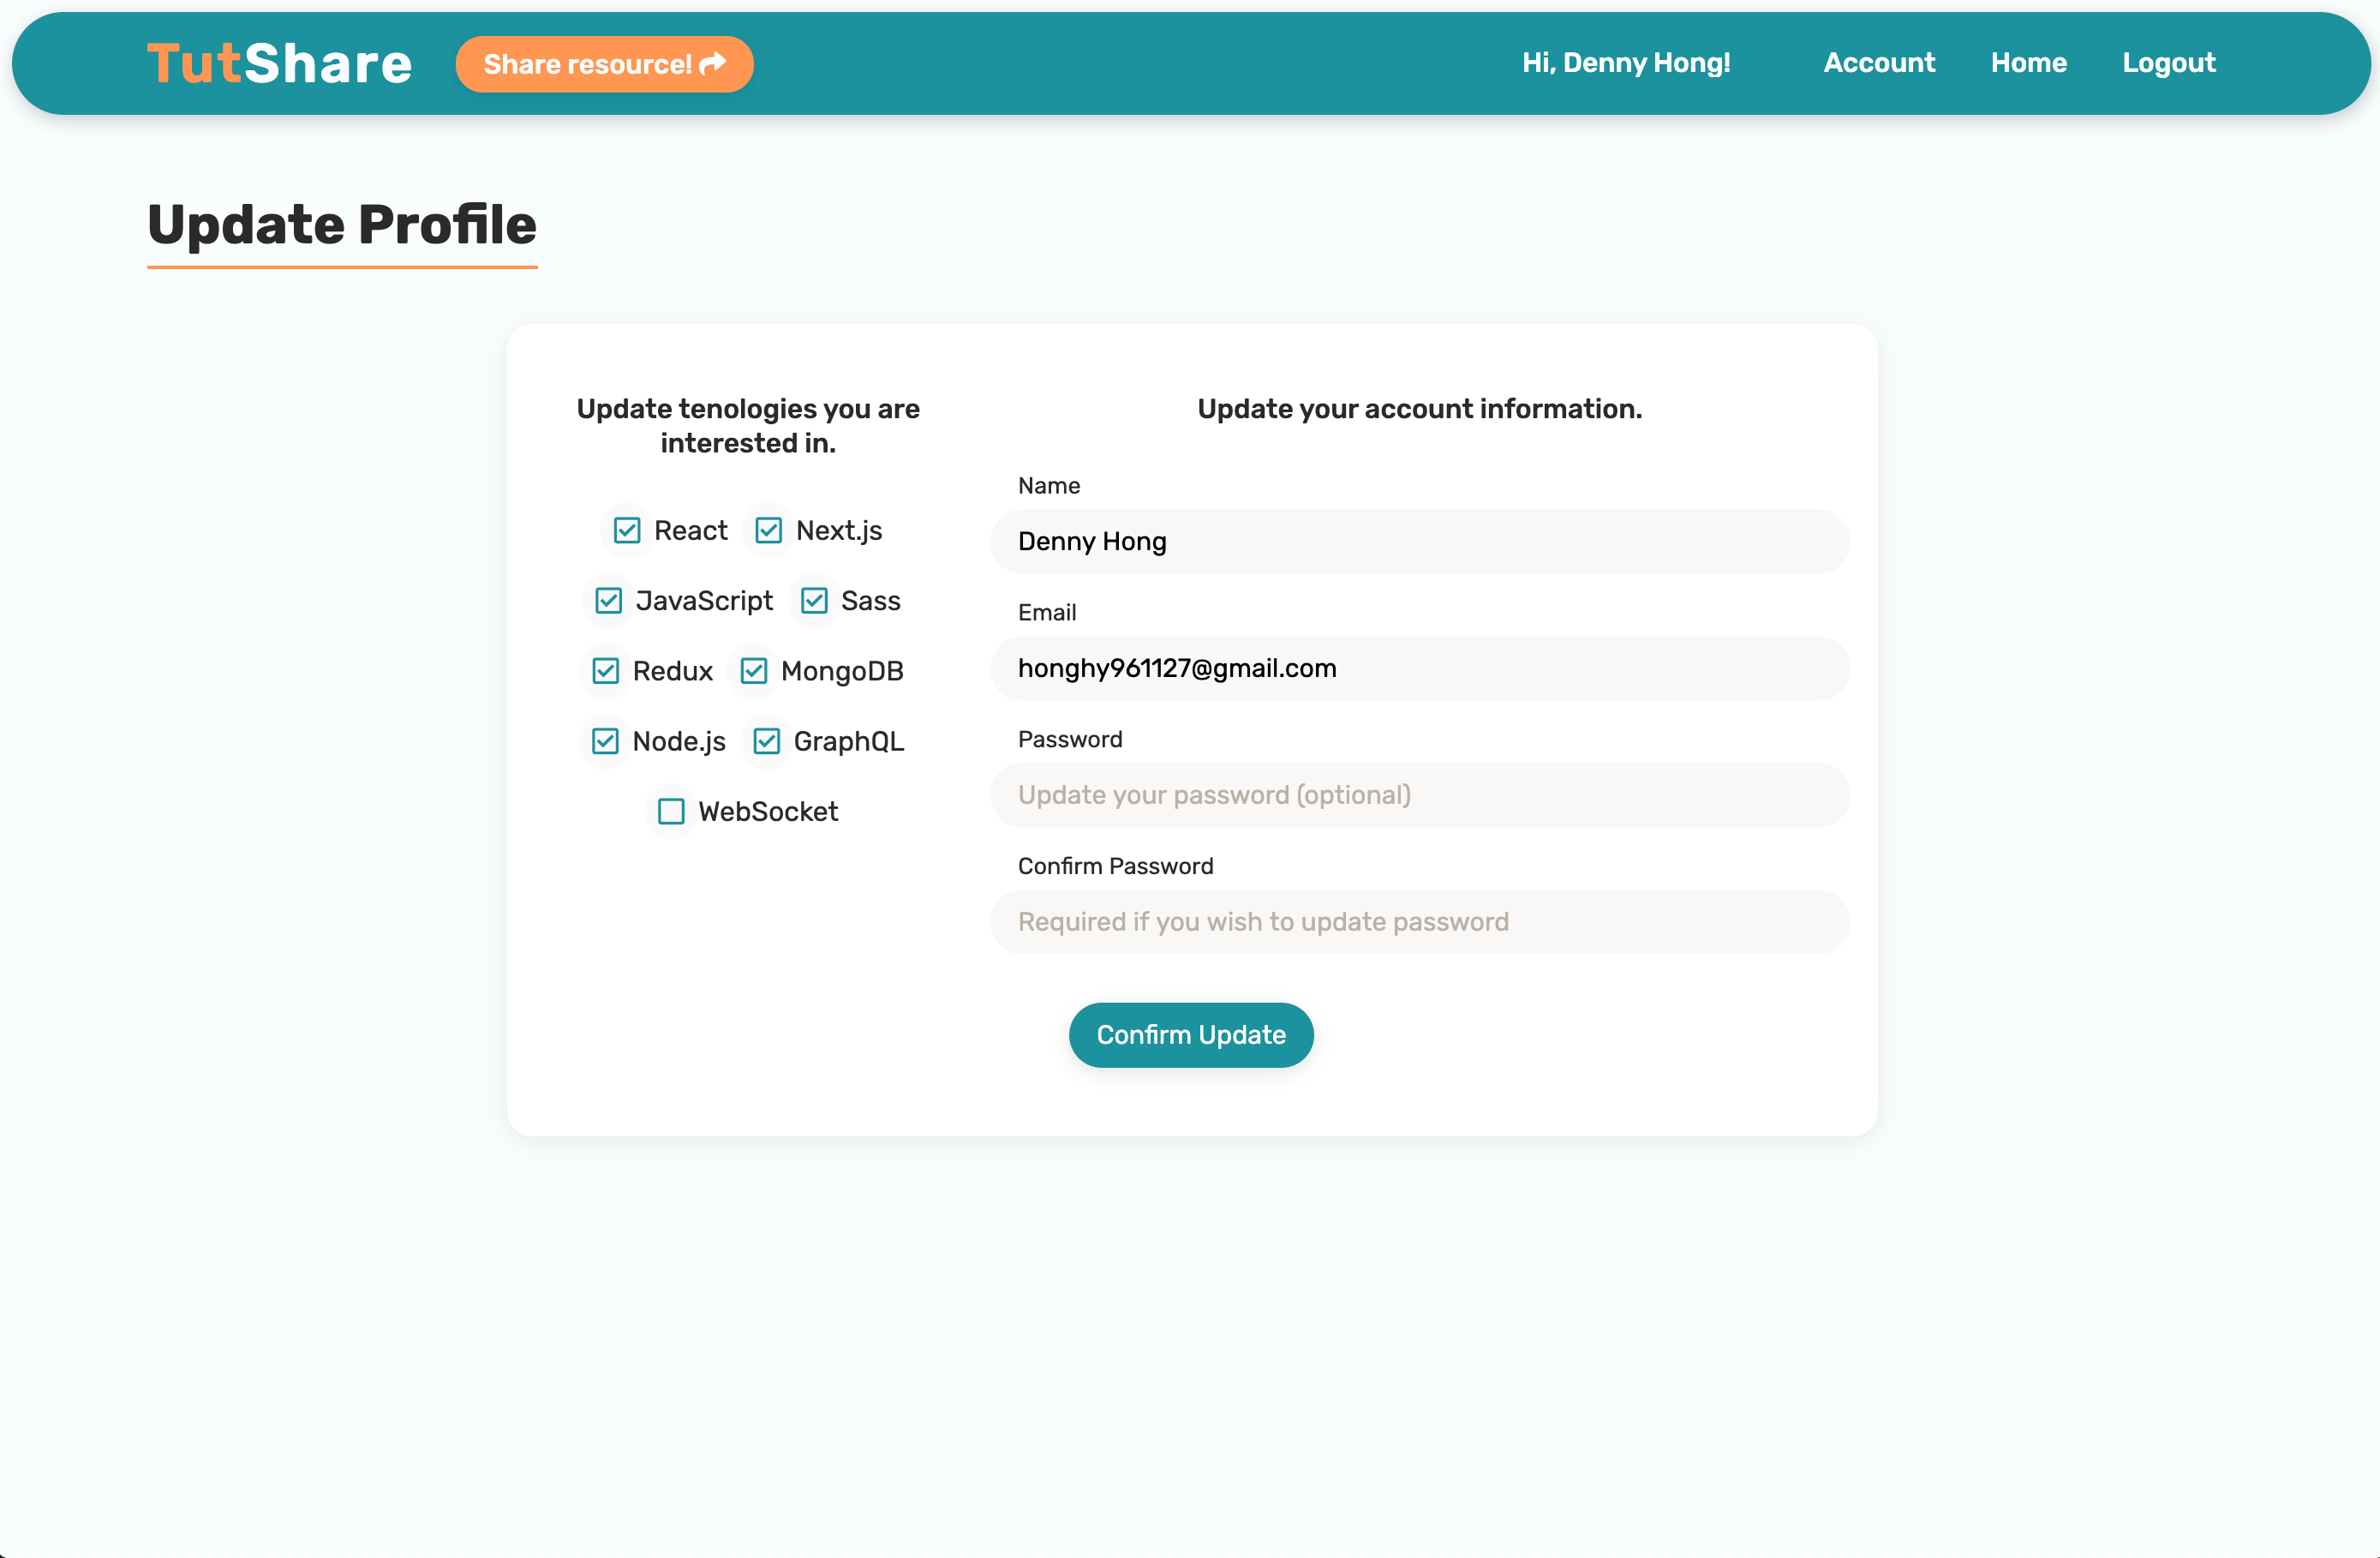 TutShare
Share resource!
Hi, Denny Hong!
Account
Home
Logout
Update Profile
Update tenologies you are
interested in.
React
Next.js
JavaScript
Sass
Redux
MongoDB
Node.js
GraphQL
WebSocket
Update your account information.
Name
Denny Hong
Email
honghy961127@gmail.com
Password
Update your password (optional)
Confirm Password
Required if you wish to update password
Confirm Update